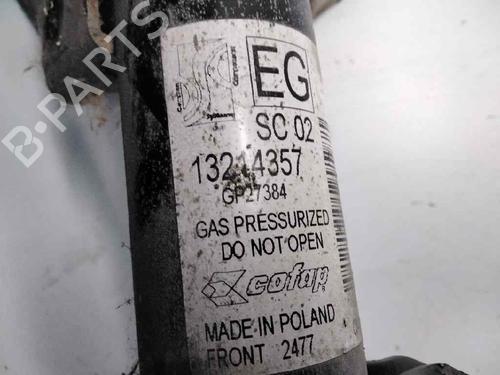 EG
SC 02
13214357
GP27384
GAS PRESSURIZED
DO NOT OPEN
cofap
MADE IN POLAND
FRONT 2477
B-PARTS